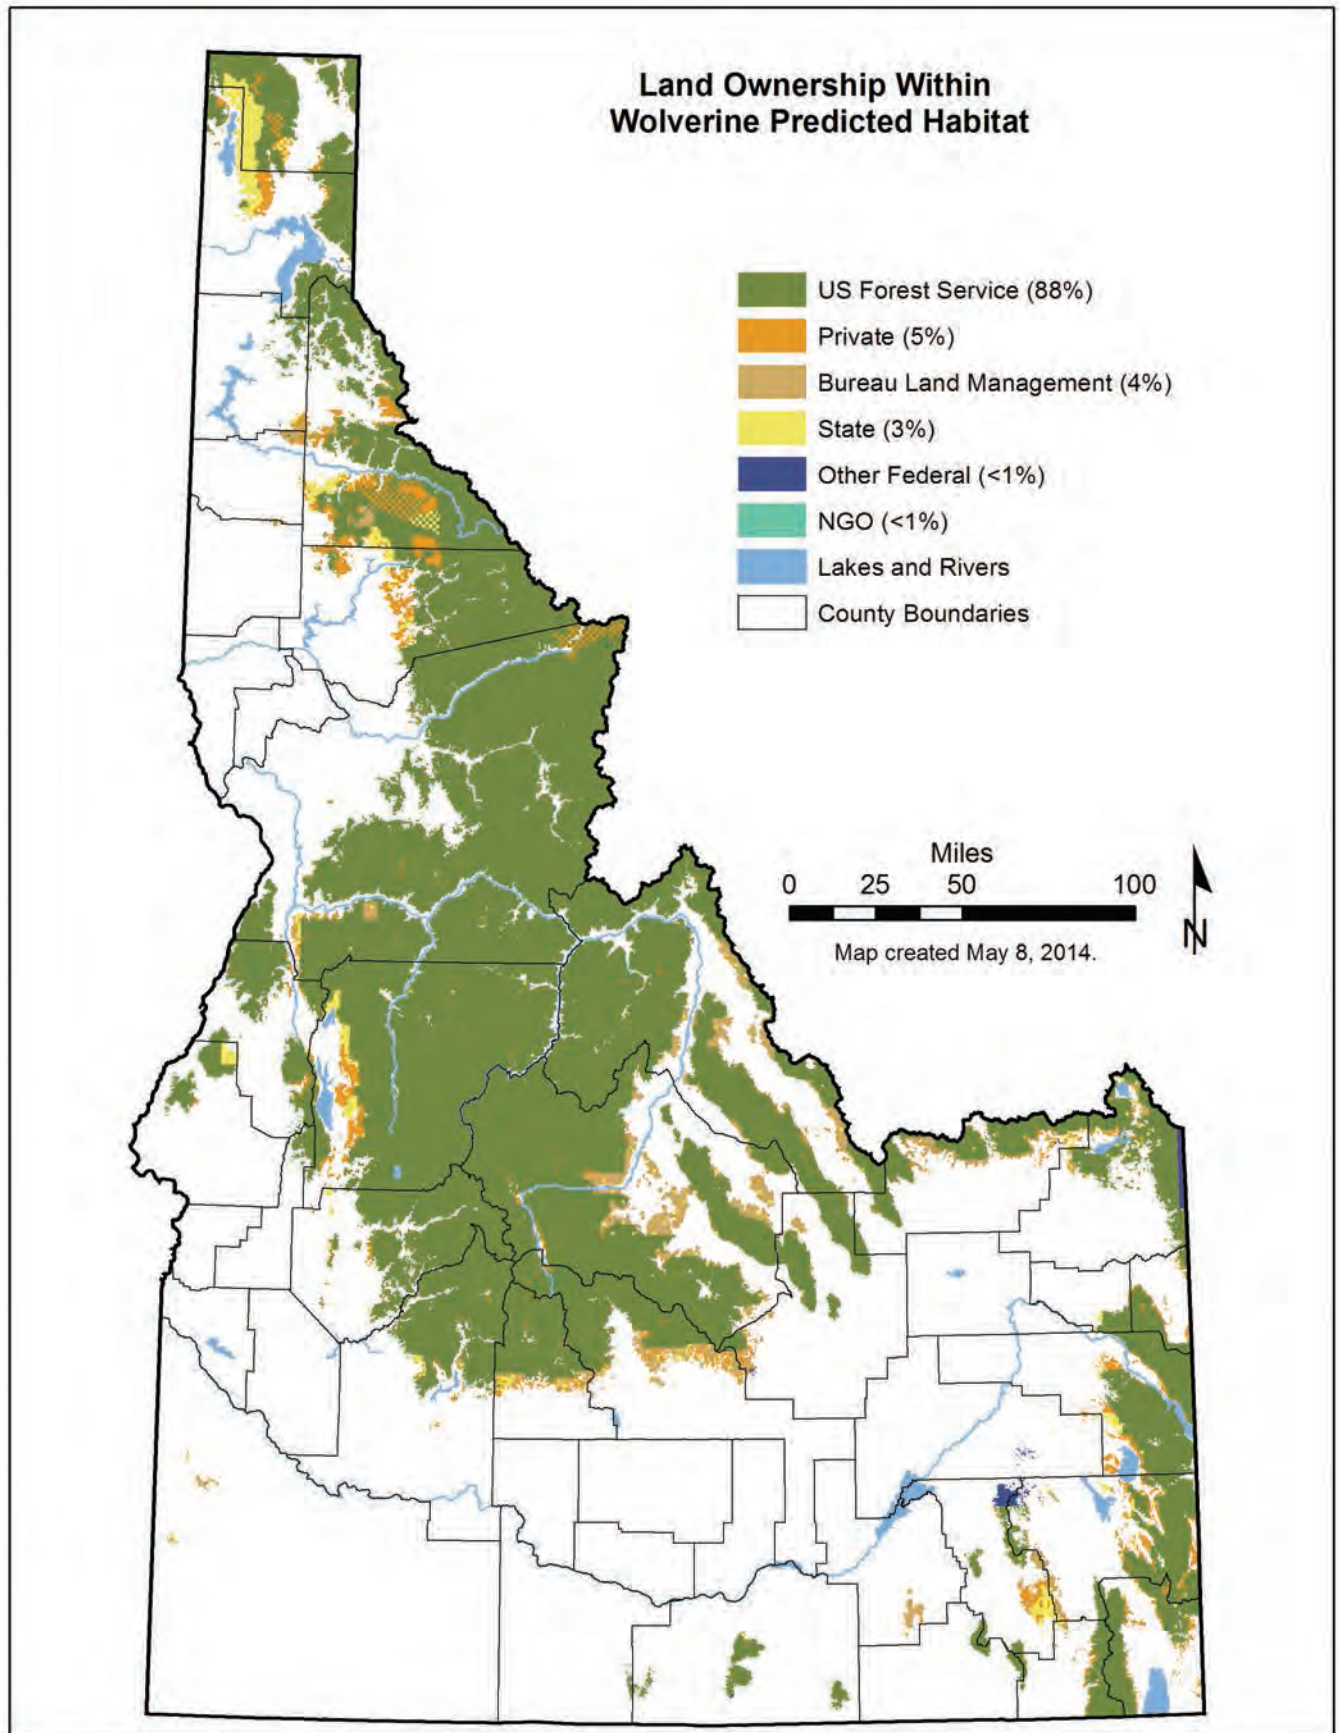 Land Ownership Within
Wolverine Predicted Habitat
US Forest Service (88%)
Private (5%)
Bureau Land Management (4%)
State (3%)
Other Federal (<1%)
NGO (<1%)
Lakes and Rivers
County Boundaries
Miles
0 25 50 100
N
Map created May 8, 2014.